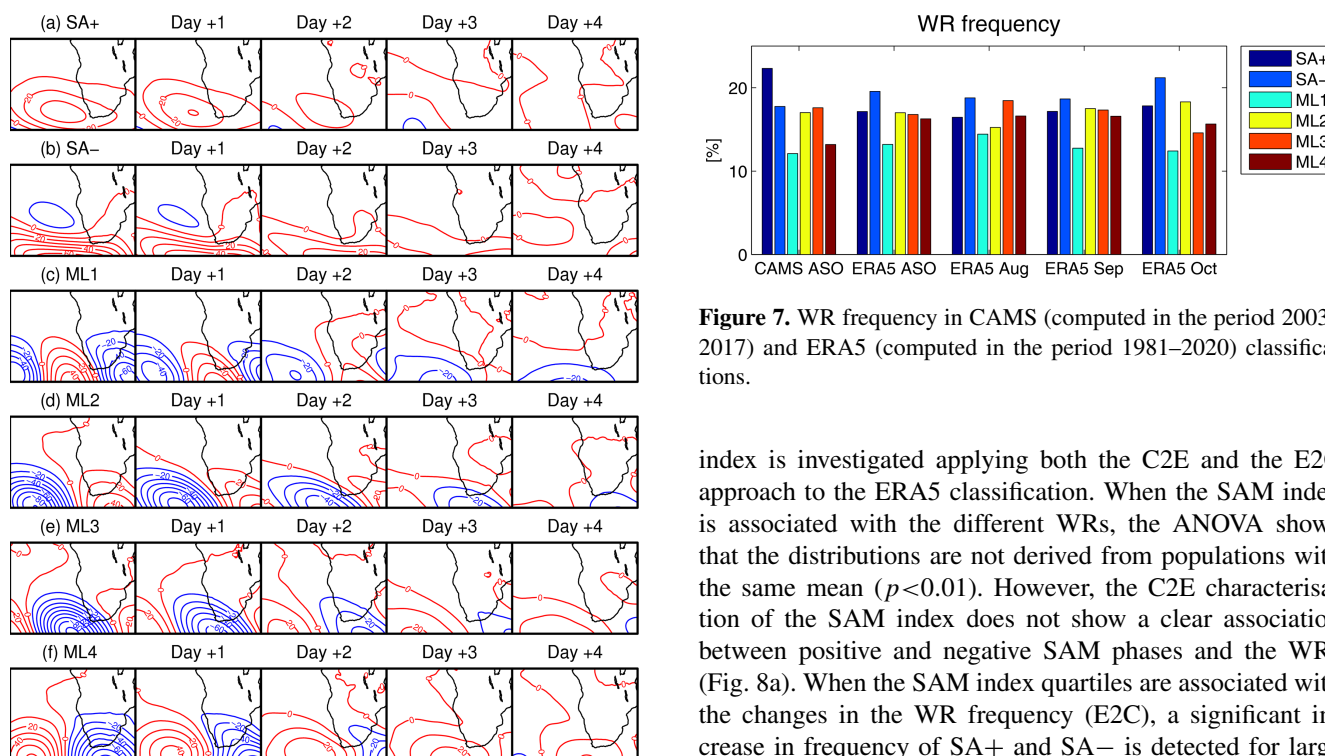 (a) SA+ Day +1 Day +2 Day +3 Day +4
(b) SA− Day +1 Day +2 Day +3 Day +4
(c) ML1 Day +1 Day +2 Day +3 Day +4
(d) ML2 Day +1 Day +2 Day +3 Day +4
(e) ML3 Day +1 Day +2 Day +3 Day +4
(f) ML4 Day +1 Day +2 Day +3 Day +4
WR frequency
[%]
20
10
0
CAMS ASO ERA5 ASO ERA5 Aug ERA5 Sep ERA5 Oct
SA+
SA−
ML1
ML2
ML3
ML4
Figure 7. WR frequency in CAMS (computed in the period 2003
2017) and ERA5 (computed in the period 1981–2020) classifica
tions.
index is investigated applying both the C2E and the E2
approach to the ERA5 classification. When the SAM inde
is associated with the different WRs, the ANOVA show
that the distributions are not derived from populations wit
the same mean (p<0.01). However, the C2E characterisa
tion of the SAM index does not show a clear associatio
between positive and negative SAM phases and the WR
(Fig. 8a). When the SAM index quartiles are associated wit
the changes in the WR frequency (E2C), a significant in
crease in frequency of SA+ and SA− is detected for larg